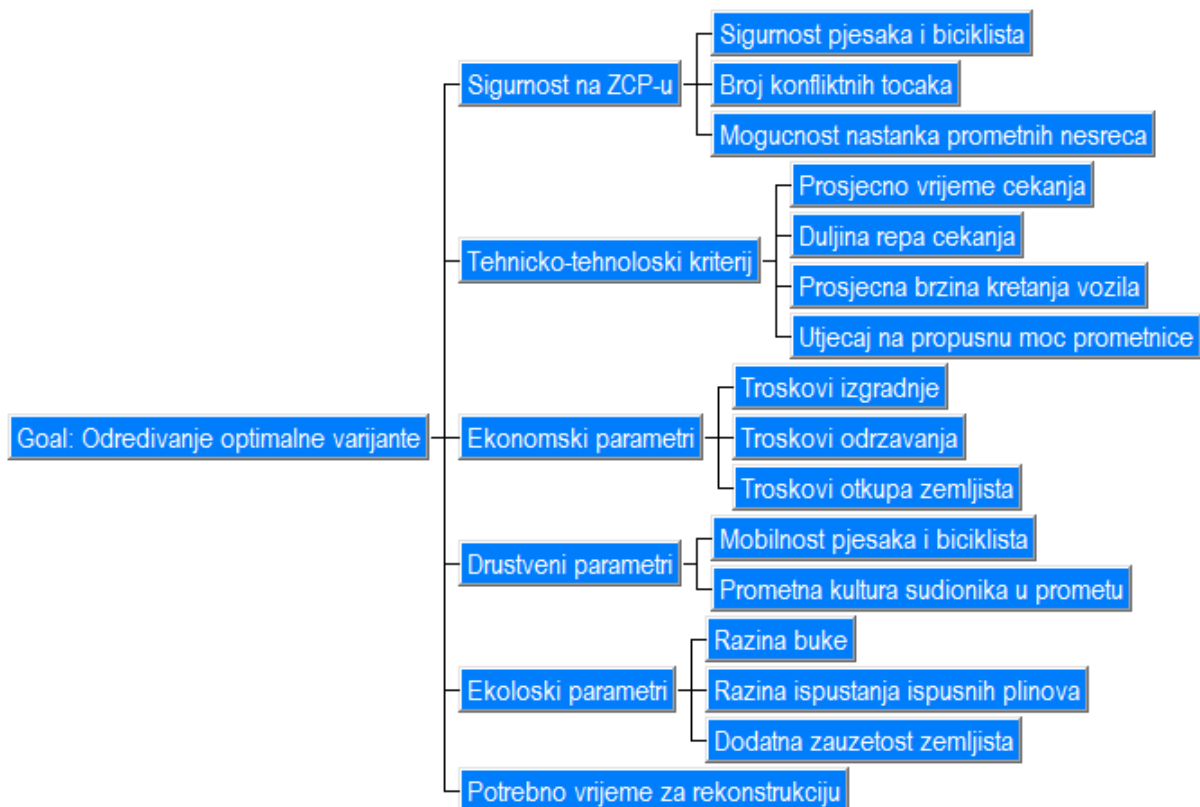 Goal: Odredivanje optimalne varijante
Sigurnost na ZCP-u
Sigurnost pjesaka i biciklista
Broj konfliktnih tocaka
Mogucnost nastanka prometnih nesreca
Tehnicko-tehnoloski kriterij
Prosjecno vrijeme cekanja
Duljina repa cekanja
Prosjecna brzina kretanja vozila
Utjecaj na propusnu moc prometnice
Ekonomski parametri
Troskovi izgradnje
Troskovi odrzavanja
Troskovi otkupa zemljista
Drustveni parametri
Mobilnost pjesaka i biciklista
Prometna kultura sudionika u prometu
Ekoloski parametri
Razina buke
Razina ispustanja ispusnih plinova
Dodatna zauzetost zemljista
Potrebno vrijeme za rekonstrukciju